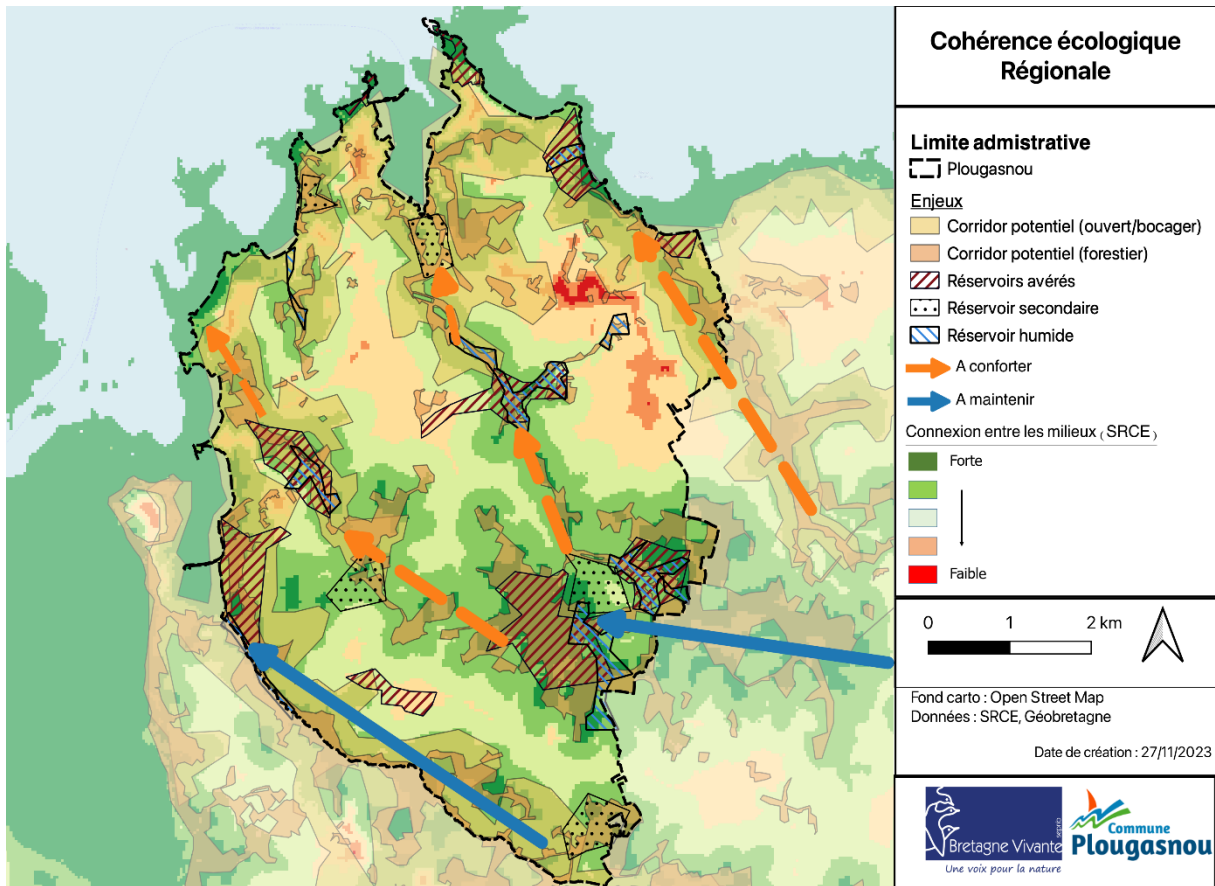 Cohérence écologique
Régionale
Limite admistrative
Plougasnou
Enjeux
Corridor potentiel (ouvert/bocager)
Corridor potentiel (forestier)
Réservoirs avérés
Réservoir secondaire
Réservoir humide
A conforter
A maintenir
Connexion entre les milieux (SRCE)
Forte
Faible
0 1 2 km
Fond carto : Open Street Map
Données : SRCE, Géobretagne
Date de création : 27/11/2023
Bretagne Vivante
Une voix pour la nature
Commune
Plougasnou